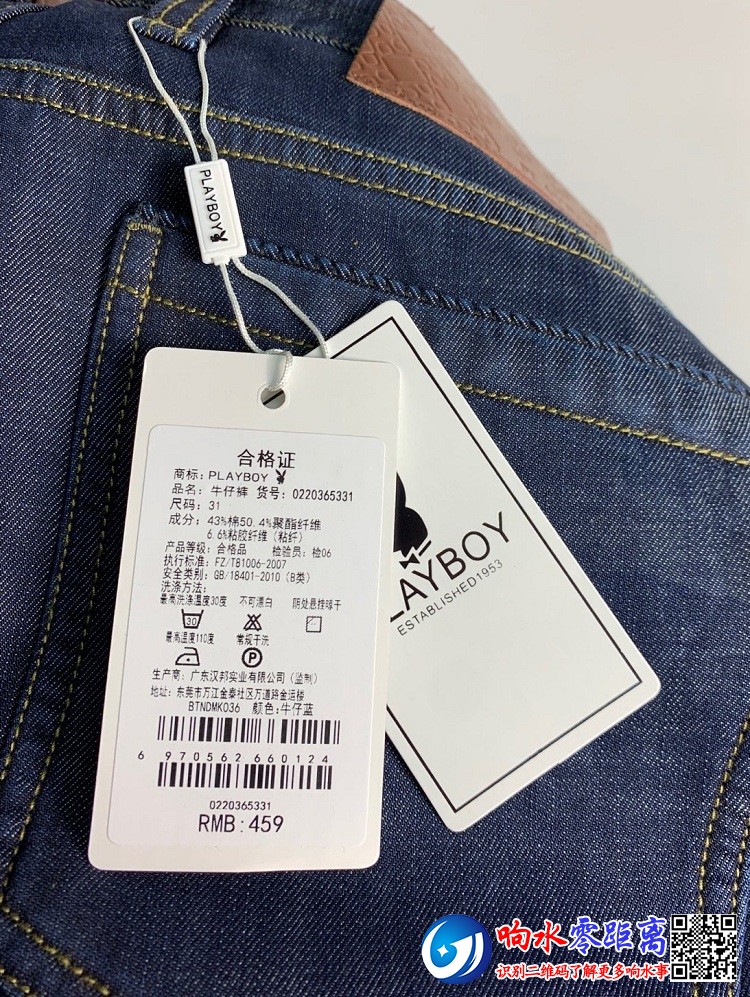 PLAYBOY
合格证
商标:PLAYBOY
品名:牛仔裤 货号:0220365331
尺码:31
成分:43%棉50.4%聚酯纤维
6.6%粘胶纤维(粘纤)
产品等级:合格品 检验员:检06
执行标准:FZ/T81006-2007
安全类别:GB/18401-2010(B类)
洗涤方法:
最高洗涤温度30度 不可漂白 阴处悬挂晾干
30
最高温度110度 常规干洗
P
生产商:广东汉邦实业有限公司(监制)
地址:东莞市万江金泰社区万道路金运楼
BTNDMK036 颜色:牛仔蓝
6 970562 660124
0220365331
RMB:459
LAYBOY
ESTABLISHED1953
响水零距离
识别二维码了解更多响水事